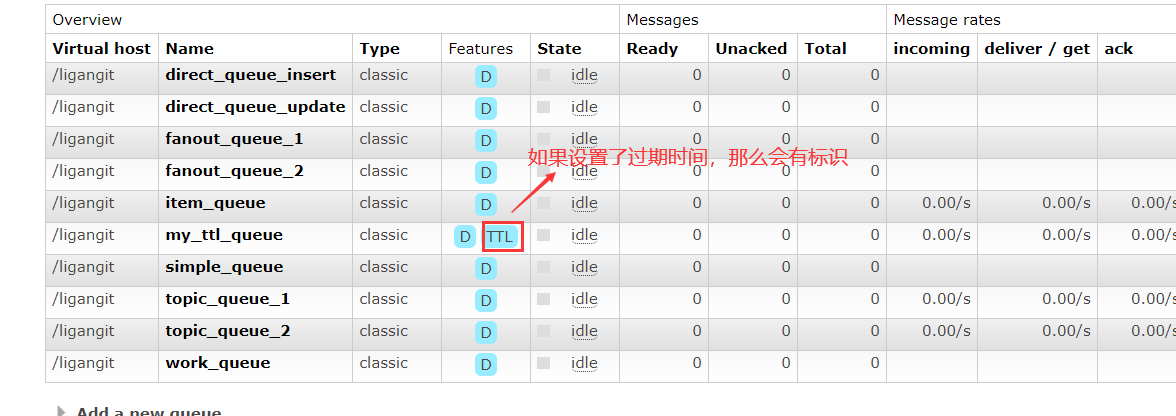 Overview Messages Message rates
Virtual host Name Type Features State Ready Unacked Total incoming deliver / get ack
/ligangit direct_queue_insert classic D idle 0 0 0
/ligangit direct_queue_update classic D idle 0 0 0
/ligangit fanout_queue_1 classic D idle 0 0 0
如果设置了过期时间，那么会有标识
/ligangit fanout_queue_2 classic D idle 0 0 0
/ligangit item_queue classic D idle 0 0 0 0.00/s 0.00/s 0.00/s
/ligangit my_ttl_queue classic D TTL idle 0 0 0 0.00/s 0.00/s 0.00/s
/ligangit simple_queue classic D idle 0 0 0
/ligangit topic_queue_1 classic D idle 0 0 0 0.00/s 0.00/s 0.00/s
/ligangit topic_queue_2 classic D idle 0 0 0 0.00/s 0.00/s 0.00/s
/ligangit work_queue classic D idle 0 0 0
Add a new queue